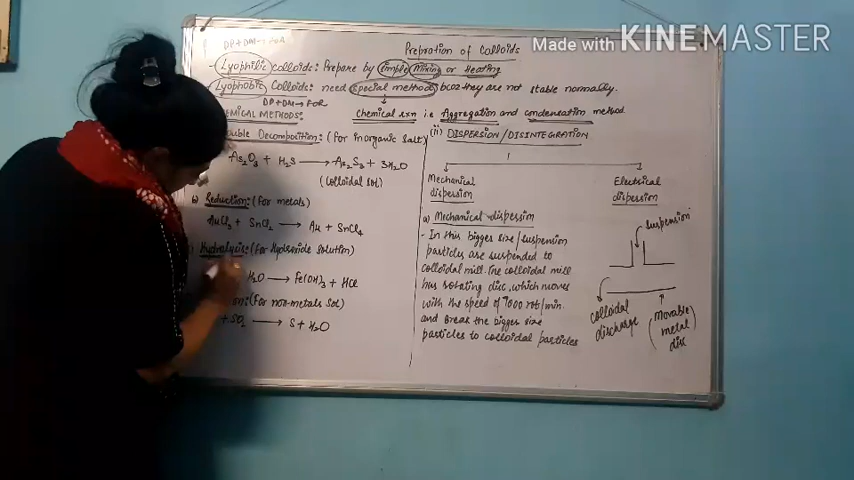 DP+DM→FOR
Prepration of Colloids
Made with KINEMASTER
- Lyophilic colloids: Prepare by simple Mixing or Heating
Lyophobic Colloids: need special methods bcoz they are not stable normally.
DP+DM→FOR
CHEMICAL METHODS:
chemical rxn i.e Aggregation and condensation method
Double Decomposition: (for inorganic salt)
As2O3 + H2S → As2S3 + 3H2O
(Colloidal Sol)
Reduction: (for metals)
AuCl3 + SnCl2 → Au + SnCl4
Hydrolysis: (for Hydroxide solution)
H2O → Fe(OH)3 + HCl
(for non-metals Sol)
+ SO2 → S + H2O
(ii) DISPERSION/DISINTEGRATION
Mechanical dispersion
Electrical dispersion
a) Mechanical dispersion
- In this bigger size/suspension
particles are suspended to
colloidal mill. The colloidal mill
has rotating disc, which moves
with the speed of 7000 rot/min.
and break the bigger size
particles to colloidal particles
suspension
colloidal
discharge
(Movable
metal
disc)